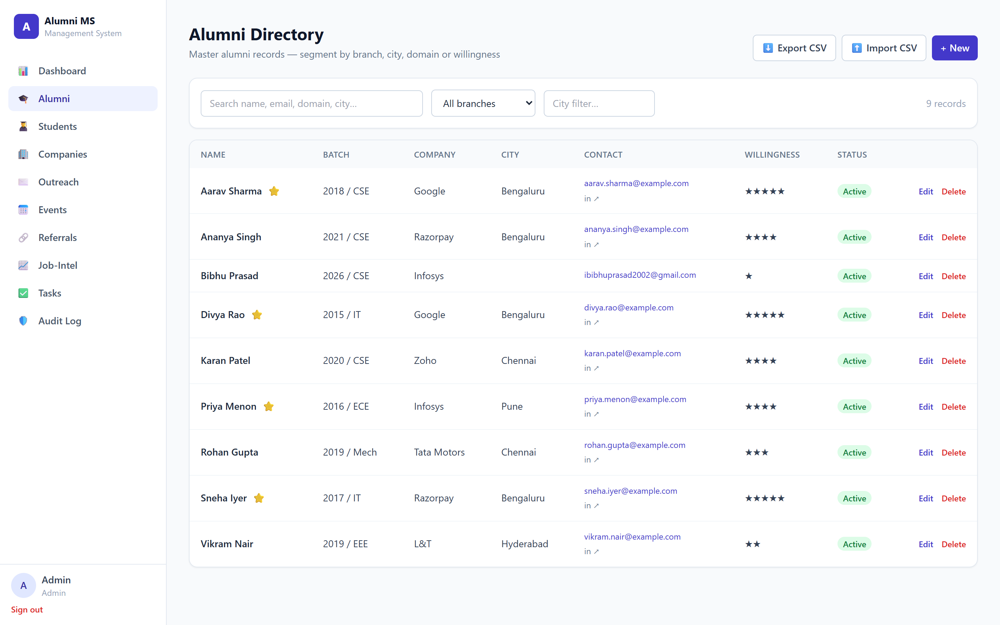 A
Alumni MS
Management System
Dashboard
Alumni
Students
Companies
Outreach
Events
Referrals
Job-Intel
Tasks
Audit Log
A
Admin
Admin
Sign out
Alumni Directory
Master alumni records — segment by branch, city, domain or willingness
Export CSV
Import CSV
+ New
Search name, email, domain, city...
All branches
City filter...
9 records
NAME BATCH COMPANY CITY CONTACT WILLINGNESS STATUS
Aarav Sharma ⭐ 2018 / CSE Google Bengaluru aarav.sharma@example.com ★★★★★ Active Edit Delete
in ↗
Ananya Singh 2021 / CSE Razorpay Bengaluru ananya.singh@example.com ★★★★ Active Edit Delete
in ↗
Bibhu Prasad 2026 / CSE Infosys ibibhuprasad2002@gmail.com ★ Active Edit Delete
Divya Rao ⭐ 2015 / IT Google Bengaluru divya.rao@example.com ★★★★★ Active Edit Delete
in ↗
Karan Patel 2020 / CSE Zoho Chennai karan.patel@example.com ★★★★ Active Edit Delete
in ↗
Priya Menon ⭐ 2016 / ECE Infosys Pune priya.menon@example.com ★★★★ Active Edit Delete
in ↗
Rohan Gupta 2019 / Mech Tata Motors Chennai rohan.gupta@example.com ★★★ Active Edit Delete
in ↗
Sneha Iyer ⭐ 2017 / IT Razorpay Bengaluru sneha.iyer@example.com ★★★★★ Active Edit Delete
in ↗
Vikram Nair 2019 / EEE L&T Hyderabad vikram.nair@example.com ★★ Active Edit Delete
in ↗